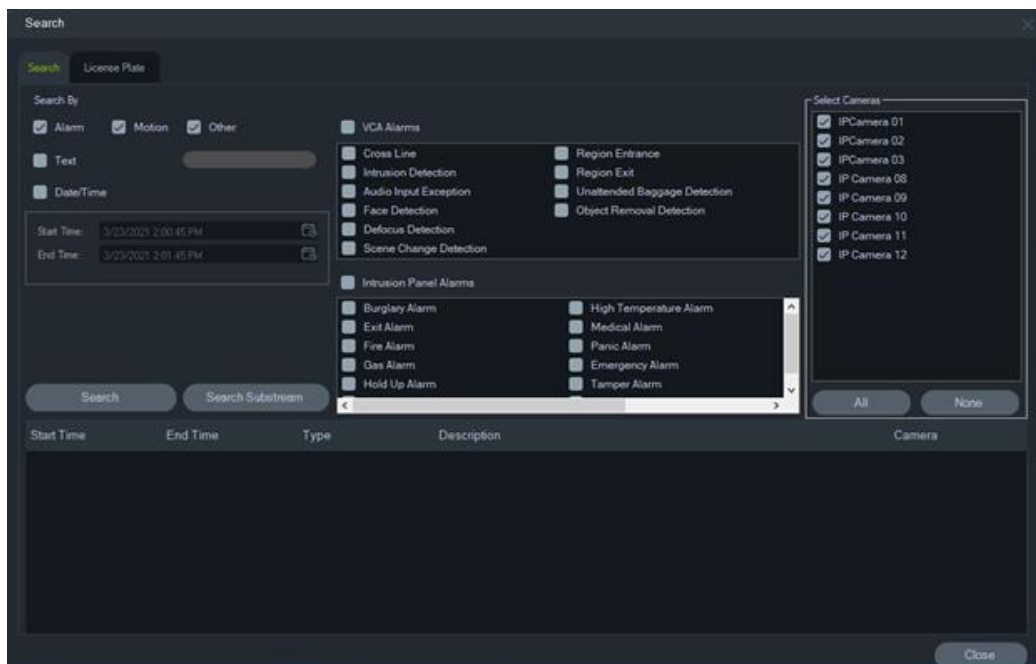 Search
Search
License Plate
Search By
Alarm
Motion
Other
Text
Date/Time
Start Time:
3/23/2021 2:00:45 PM
End Time:
3/23/2021 2:01:45 PM
Search
Search Substream
VCA Alarms
Cross Line
Region Entrance
Intrusion Detection
Region Exit
Audio Input Exception
Unattended Baggage Detection
Face Detection
Object Removal Detection
Defocus Detection
Scene Change Detection
Intrusion Panel Alarms
Burglary Alarm
High Temperature Alarm
Exit Alarm
Medical Alarm
Fire Alarm
Panic Alarm
Gas Alarm
Emergency Alarm
Hold Up Alarm
Tamper Alarm
Select Cameras
IPCamera 01
IPCamera 02
IPCamera 03
IP Camera 08
IP Camera 09
IP Camera 10
IP Camera 11
IP Camera 12
All
None
Start Time
End Time
Type
Description
Camera
Close